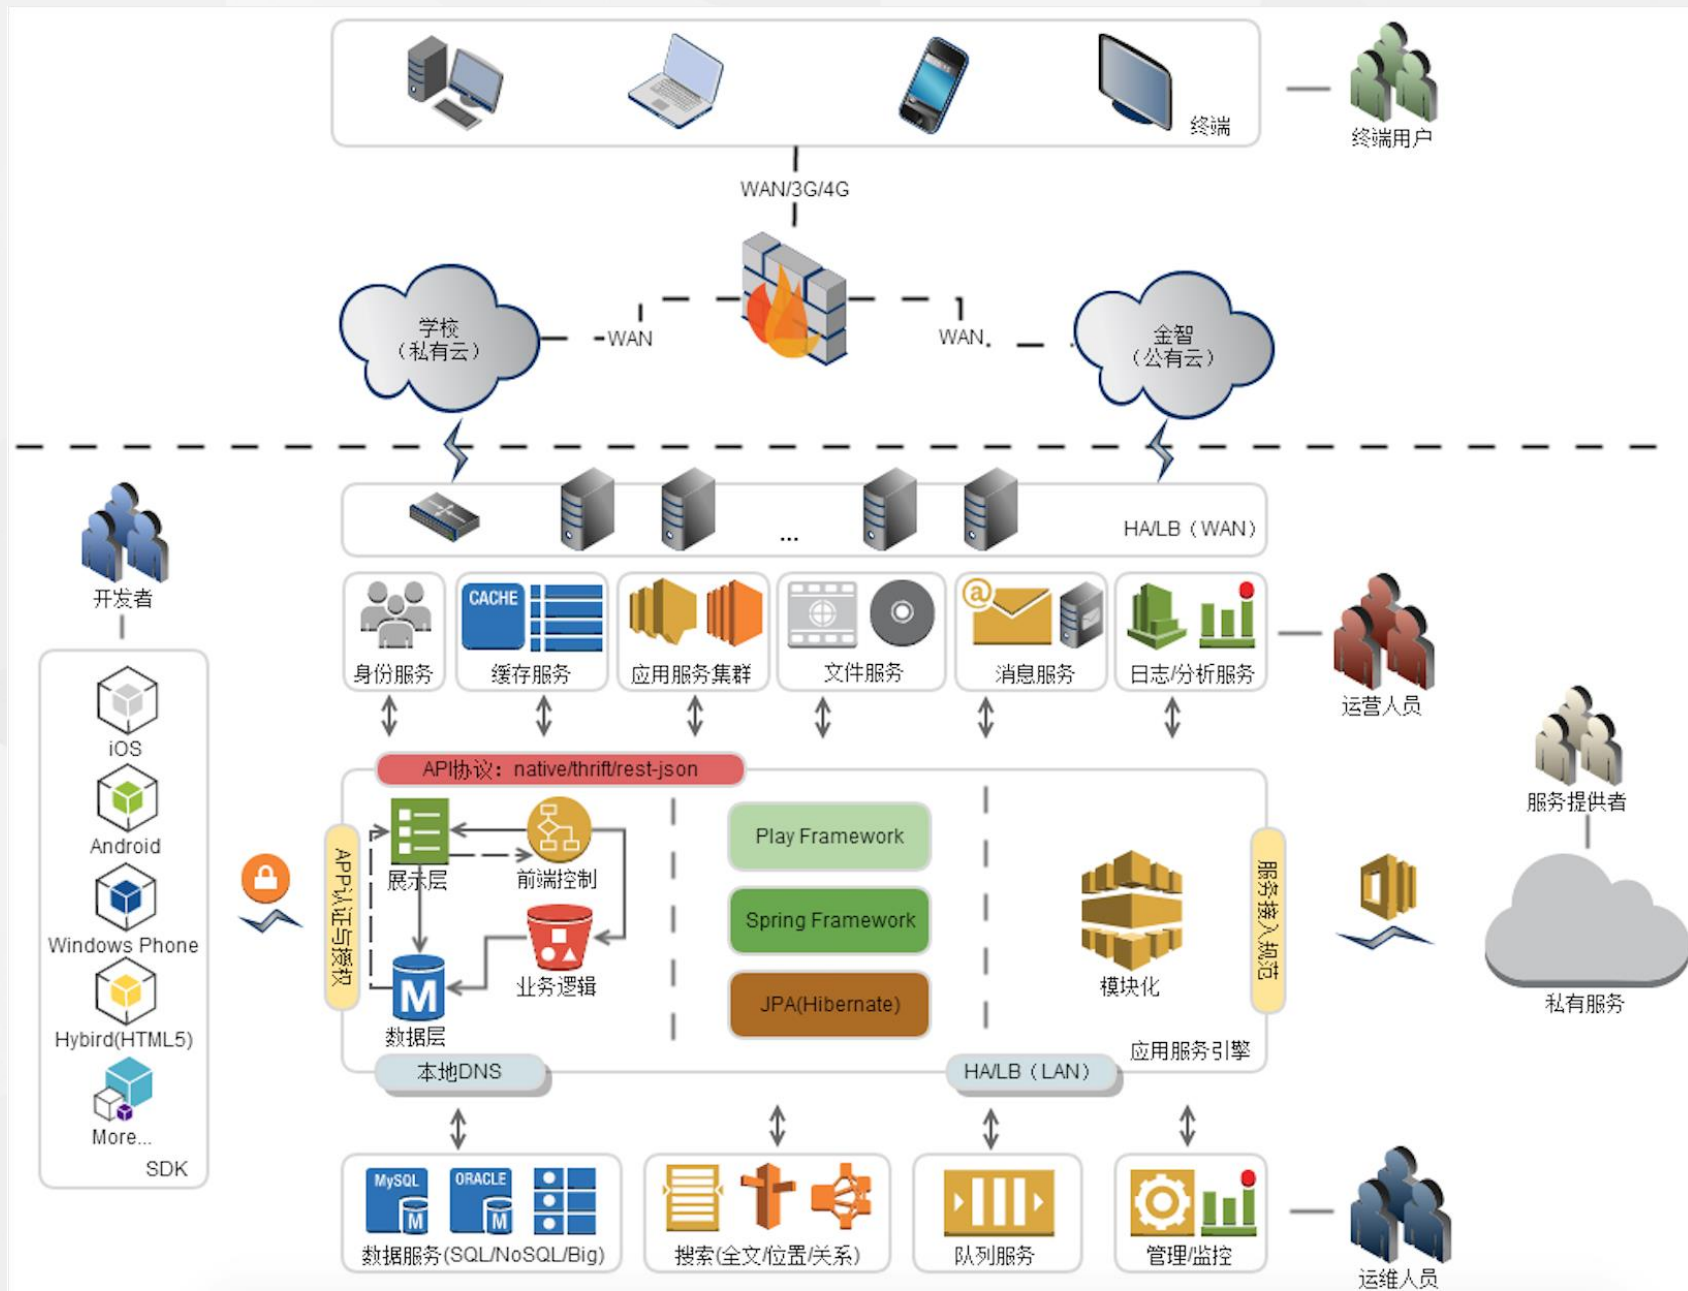 终端
终端用户
WAN/3G/4G
学校
（私有云）
WAN
WAN
金智
（公有云）
HA/LB（WAN）
...
开发者
CACHE
身份服务
缓存服务
应用服务集群
文件服务
@
消息服务
日志/分析服务
运营人员
iOS
Android
Windows Phone
Hybird(HTML5)
More...
SDK
API协议：native/thrift/rest-json
APP认证与授权
展示层
前端控制
业务逻辑
M
数据层
Play Framework
Spring Framework
JPA(Hibernate)
模块化
服务接入规范
应用服务引擎
本地DNS
HA/LB（LAN）
服务提供者
私有服务
MySQL
M
ORACLE
M
数据服务(SQL/NoSQL/Big)
搜索(全文/位置/关系)
队列服务
管理/监控
运维人员